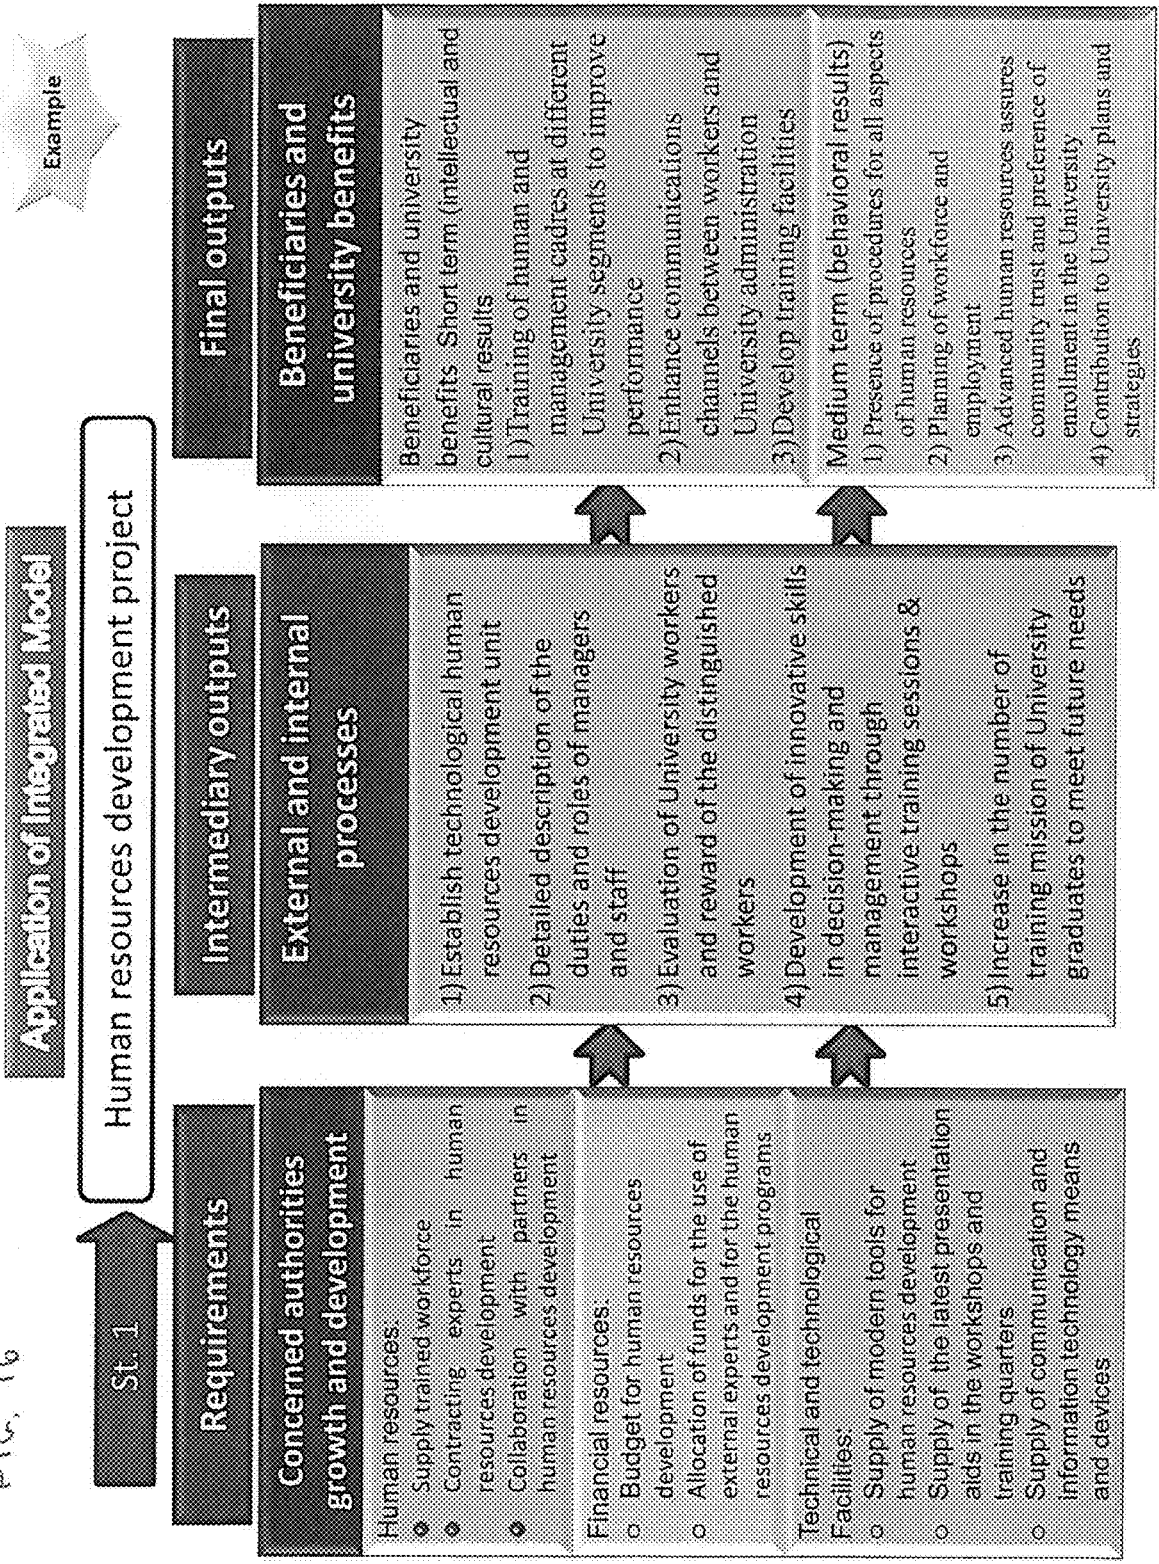 FIG. 16
Application of Integrated Model
Example
St. 1
Human resources development project
Requirements
Concerned authorities
growth and development
Human resources:
Supply trained workforce
Contracting experts in human
resources development
Collaboration with partners in
human resources development
Financial resources:
Budget for human resources
development
Allocation of funds for the use of
external experts and for the human
resources development programs
Technical and technological
Facilities:
Supply of modern tools for
human resources development
Supply of the latest presentation
aids in the workshops and
training quarters
Supply of communication and
information technology means
and devices
Intermediary outputs
External and internal
processes
1) Establish technological human
resources development unit
2) Detailed description of the
duties and roles of managers
and staff
3) Evaluation of University workers
and reward of the distinguished
workers
4) Development of innovative skills
in decision-making and
management through
interactive training sessions &
workshops
5) Increase in the number of
training mission of University
graduates to meet future needs
Final outputs
Beneficiaries and
university benefits
Beneficiaries and university
benefits Short term (intellectual and
cultural results
1) Training of human and
management cadres at different
University segments to improve
performance
2) Enhance communications
channels between workers and
University administration
3) Develop training facilities
Medium term (behavioral results)
1) Presence of procedures for all aspects
of human resources
2) Planning of workforce and
employment
3) Advanced human resources assures
community trust and preference of
enrollment in the University
4) Contribution to University plans and
strategies